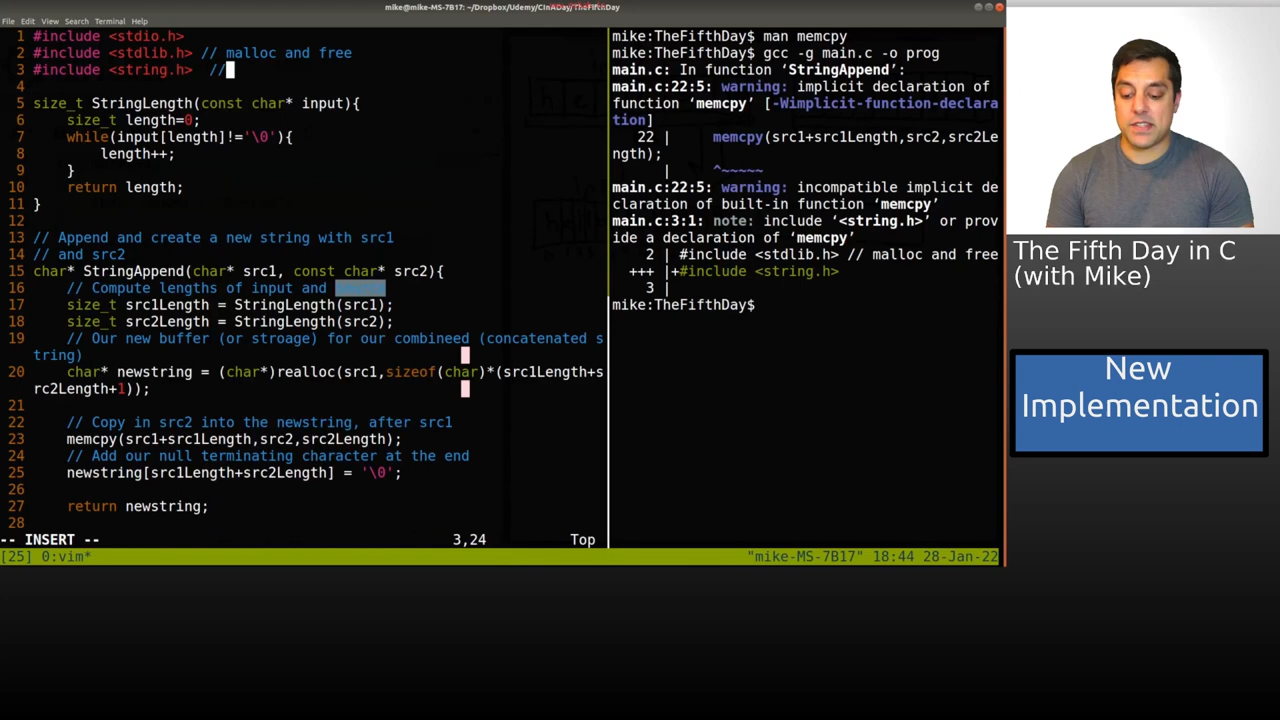 mike@mike-MS-7B17: ~/Dropbox/Udemy/CInADay/TheFifthDay
File Edit View Search Terminal Help
1 #include <stdio.h>
2 #include <stdlib.h> // malloc and free
3 #include <string.h>  //
4
5 size_t StringLength(const char* input){
6     size_t length=0;
7     while(input[length]!='\0'){
8         length++;
9     }
10     return length;
11 }
12
13 // Append and create a new string with src1
14 // and src2
15 char* StringAppend(char* src1, const char* src2){
16     // Compute lengths of input and
17     size_t src1Length = StringLength(src1);
18     size_t src2Length = StringLength(src2);
19     // Our new buffer (or stroage) for our combineed (concatenated s
tring)
20     char* newstring = (char*)realloc(src1,sizeof(char)*(src1Length+s
rc2Length+1));
21
22     // Copy in src2 into the newstring, after src1
23     memcpy(src1+src1Length,src2,src2Length);
24     // Add our null terminating character at the end
25     newstring[src1Length+src2Length] = '\0';
26
27     return newstring;
28
-- INSERT -- 3,24 Top
[25] 0:vim* "mike-MS-7B17" 18:44 28-Jan-22
mike:TheFifthDay$ man memcpy
mike:TheFifthDay$ gcc -g main.c -o prog
main.c: In function ‘StringAppend’:
main.c:22:5: warning: implicit declaration of
function ‘memcpy’ [-Wimplicit-function-declara
tion]
22 |     memcpy(src1+src1Length,src2,src2Le
ngth);
|     ^~~~~~
main.c:22:5: warning: incompatible implicit de
claration of built-in function ‘memcpy’
main.c:3:1: note: include ‘<string.h>’ or prov
ide a declaration of ‘memcpy’
2 | #include <stdlib.h> // malloc and free
+++ |+#include <string.h>
3 |
mike:TheFifthDay$
The Fifth Day in C
(with Mike)
New
Implementation